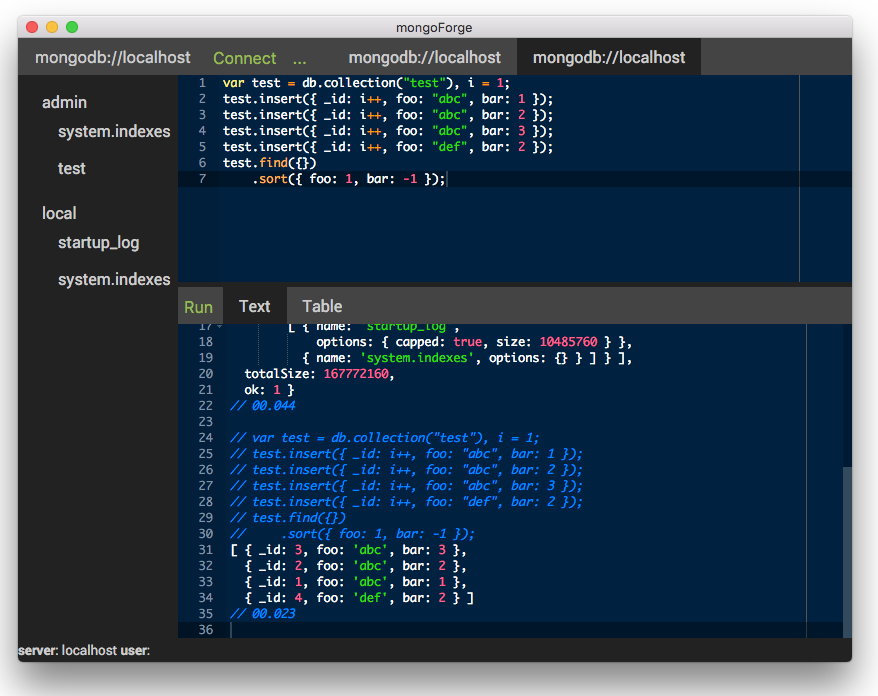 mongoForge
mongodb://localhost Connect ... mongodb://localhost mongodb://localhost
admin
system.indexes
test
local
startup_log
system.indexes
1 var test = db.collection("test"), i = 1;
2 test.insert({ _id: i++, foo: "abc", bar: 1 });
3 test.insert({ _id: i++, foo: "abc", bar: 2 });
4 test.insert({ _id: i++, foo: "abc", bar: 3 });
5 test.insert({ _id: i++, foo: "def", bar: 2 });
6 test.find({})
7     .sort({ foo: 1, bar: -1 });
Run Text Table
17         [ { name: 'startup_log',
18             options: { capped: true, size: 10485760 } },
19           { name: 'system.indexes', options: {} } ] } ],
20   totalSize: 167772160,
21   ok: 1 }
22 // 00.044
23
24 // var test = db.collection("test"), i = 1;
25 // test.insert({ _id: i++, foo: "abc", bar: 1 });
26 // test.insert({ _id: i++, foo: "abc", bar: 2 });
27 // test.insert({ _id: i++, foo: "abc", bar: 3 });
28 // test.insert({ _id: i++, foo: "def", bar: 2 });
29 // test.find({})
30 //     .sort({ foo: 1, bar: -1 });
31 [ { _id: 3, foo: 'abc', bar: 3 },
32   { _id: 2, foo: 'abc', bar: 2 },
33   { _id: 1, foo: 'abc', bar: 1 },
34   { _id: 4, foo: 'def', bar: 2 } ]
35 // 00.023
36
server: localhost user: